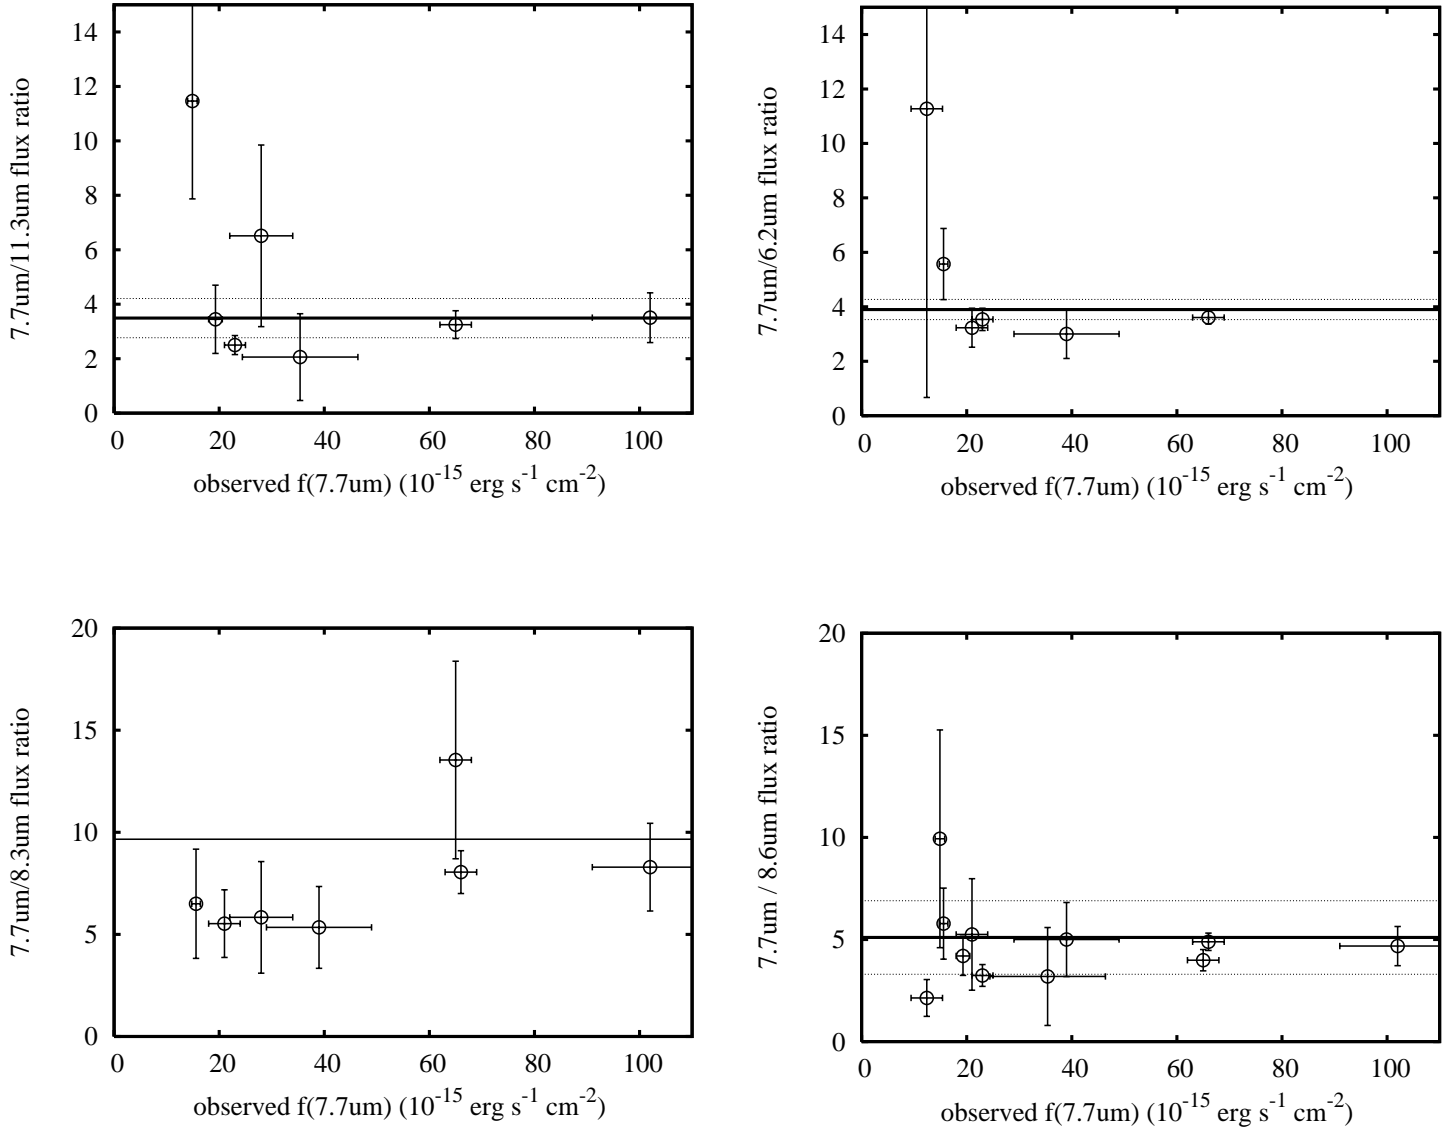 7.7um/11.3um flux ratio
14
12
10
8
6
4
2
0
0 20 40 60 80 100
observed f(7.7um) (10^-15 erg s^-1 cm^-2)
7.7um/6.2um flux ratio
14
12
10
8
6
4
2
0
0 20 40 60 80 100
observed f(7.7um) (10^-15 erg s^-1 cm^-2)
7.7um/8.3um flux ratio
20
15
10
5
0
0 20 40 60 80 100
observed f(7.7um) (10^-15 erg s^-1 cm^-2)
7.7um / 8.6um flux ratio
20
15
10
5
0
0 20 40 60 80 100
observed f(7.7um) (10^-15 erg s^-1 cm^-2)